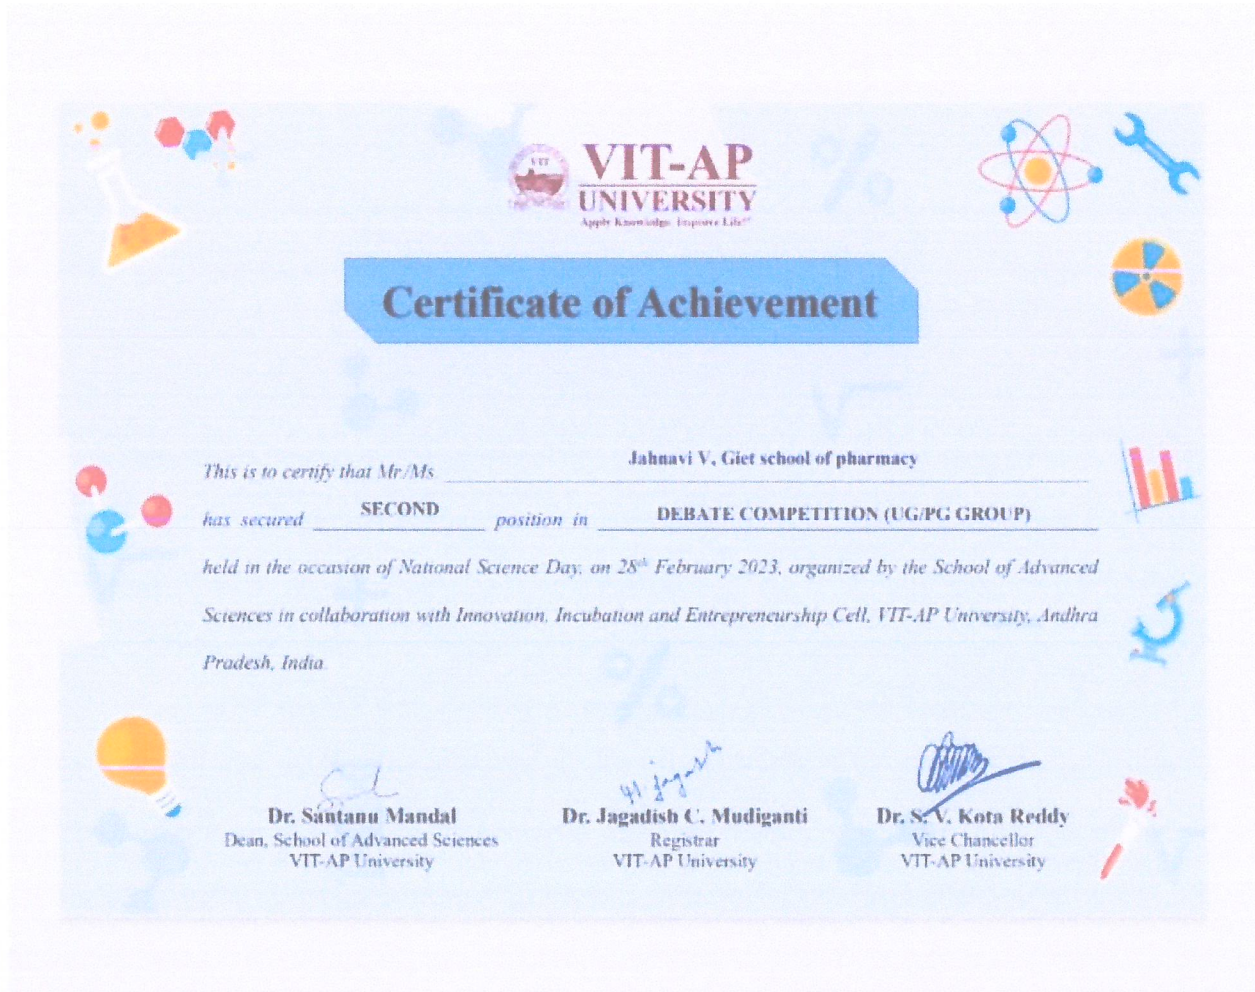 VIT
VIT-AP
UNIVERSITY
Apply Knowledge. Improve Life!
Certificate of Achievement
This is to certify that Mr./Ms. Jahnavi V, Giet school of pharmacy
has secured SECOND position in DEBATE COMPETITION (UG/PG GROUP)
held in the occasion of National Science Day, on 28th February 2023, organized by the School of Advanced
Sciences in collaboration with Innovation, Incubation and Entrepreneurship Cell, VIT-AP University, Andhra
Pradesh, India.
Dr. Santanu Mandal
Dean, School of Advanced Sciences
VIT-AP University
M. Jagadish
Dr. Jagadish C. Mudiganti
Registrar
VIT-AP University
Dr. S. V. Kota Reddy
Vice Chancellor
VIT-AP University